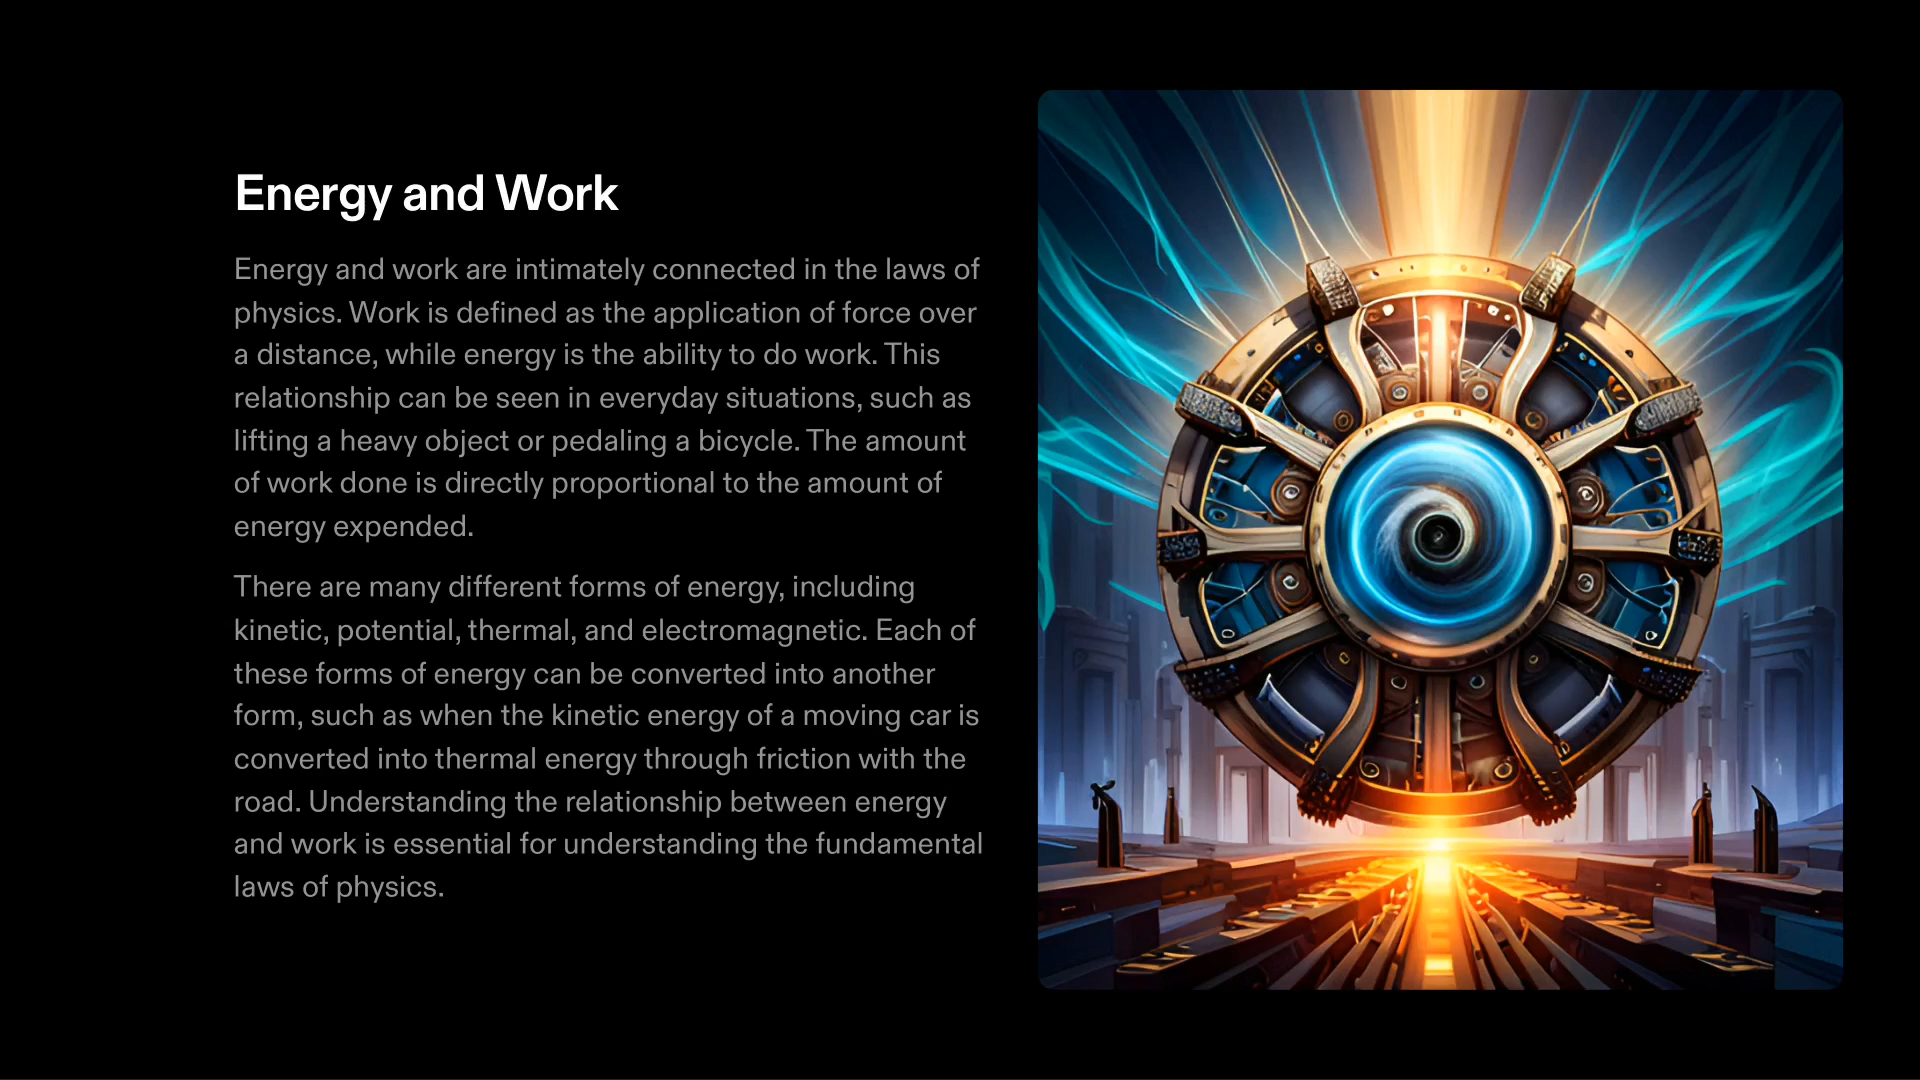 Energy and Work
Energy and work are intimately connected in the laws of
physics. Work is defined as the application of force over
a distance, while energy is the ability to do work. This
relationship can be seen in everyday situations, such as
lifting a heavy object or pedaling a bicycle. The amount
of work done is directly proportional to the amount of
energy expended.
There are many different forms of energy, including
kinetic, potential, thermal, and electromagnetic. Each of
these forms of energy can be converted into another
form, such as when the kinetic energy of a moving car is
converted into thermal energy through friction with the
road. Understanding the relationship between energy
and work is essential for understanding the fundamental
laws of physics.